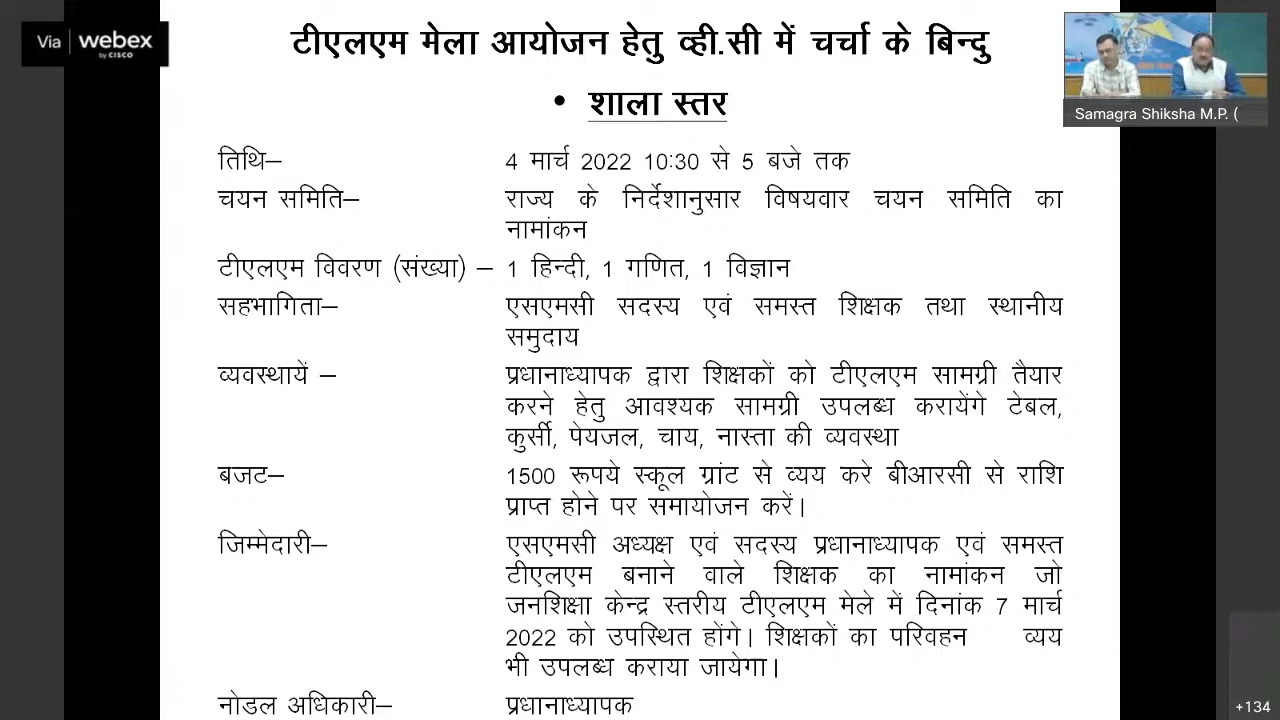 Via | webex
by CISCO
टीएलएम मेला आयोजन हेतु व्ही.सी में चर्चा के बिन्दु
• शाला स्तर
Samagra Shiksha M.P. (
तिथि– 4 मार्च 2022 10:30 से 5 बजे तक
चयन समिति– राज्य के निर्देशानुसार विषयवार चयन समिति का
नामांकन
टीएलएम विवरण (संख्या) – 1 हिन्दी, 1 गणित, 1 विज्ञान
सहभागिता– एसएमसी सदस्य एवं समस्त शिक्षक तथा स्थानीय
समुदाय
व्यवस्थायें – प्रधानाध्यापक द्वारा शिक्षकों को टीएलएम सामग्री तैयार
करने हेतु आवश्यक सामग्री उपलब्ध करायेंगे टेबल,
कुर्सी, पेयजल, चाय, नास्ता की व्यवस्था
बजट– 1500 रूपये स्कूल ग्रांट से व्यय करे बीआरसी से राशि
प्राप्त होने पर समायोजन करें।
जिम्मेदारी– एसएमसी अध्यक्ष एवं सदस्य प्रधानाध्यापक एवं समस्त
टीएलएम बनाने वाले शिक्षक का नामांकन जो
जनशिक्षा केन्द्र स्तरीय टीएलएम मेले में दिनांक 7 मार्च
2022 को उपस्थित होंगे। शिक्षकों का परिवहन व्यय
भी उपलब्ध कराया जायेगा।
नोडल अधिकारी– प्रधानाध्यापक
+134